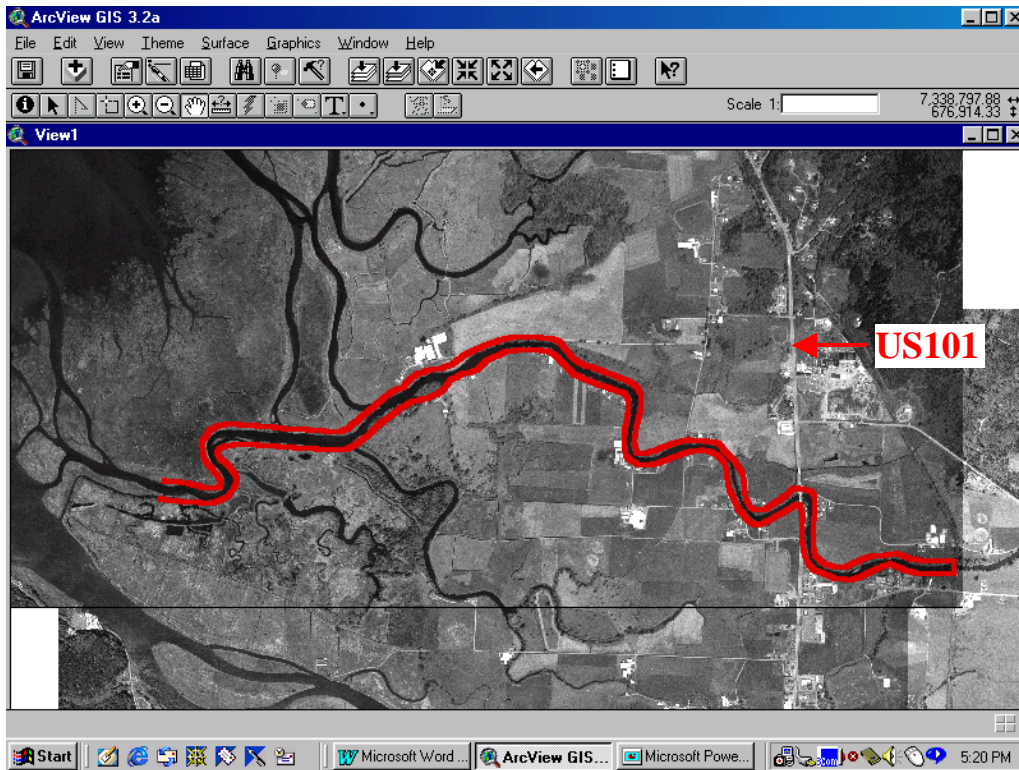 ArcView GIS 3.2a
File Edit View Theme Surface Graphics Window Help
Scale 1:
7,338,797.88
676,914.33
View1
US101
Start
Microsoft Word ...
ArcView GIS...
Microsoft Powe...
5:20 PM